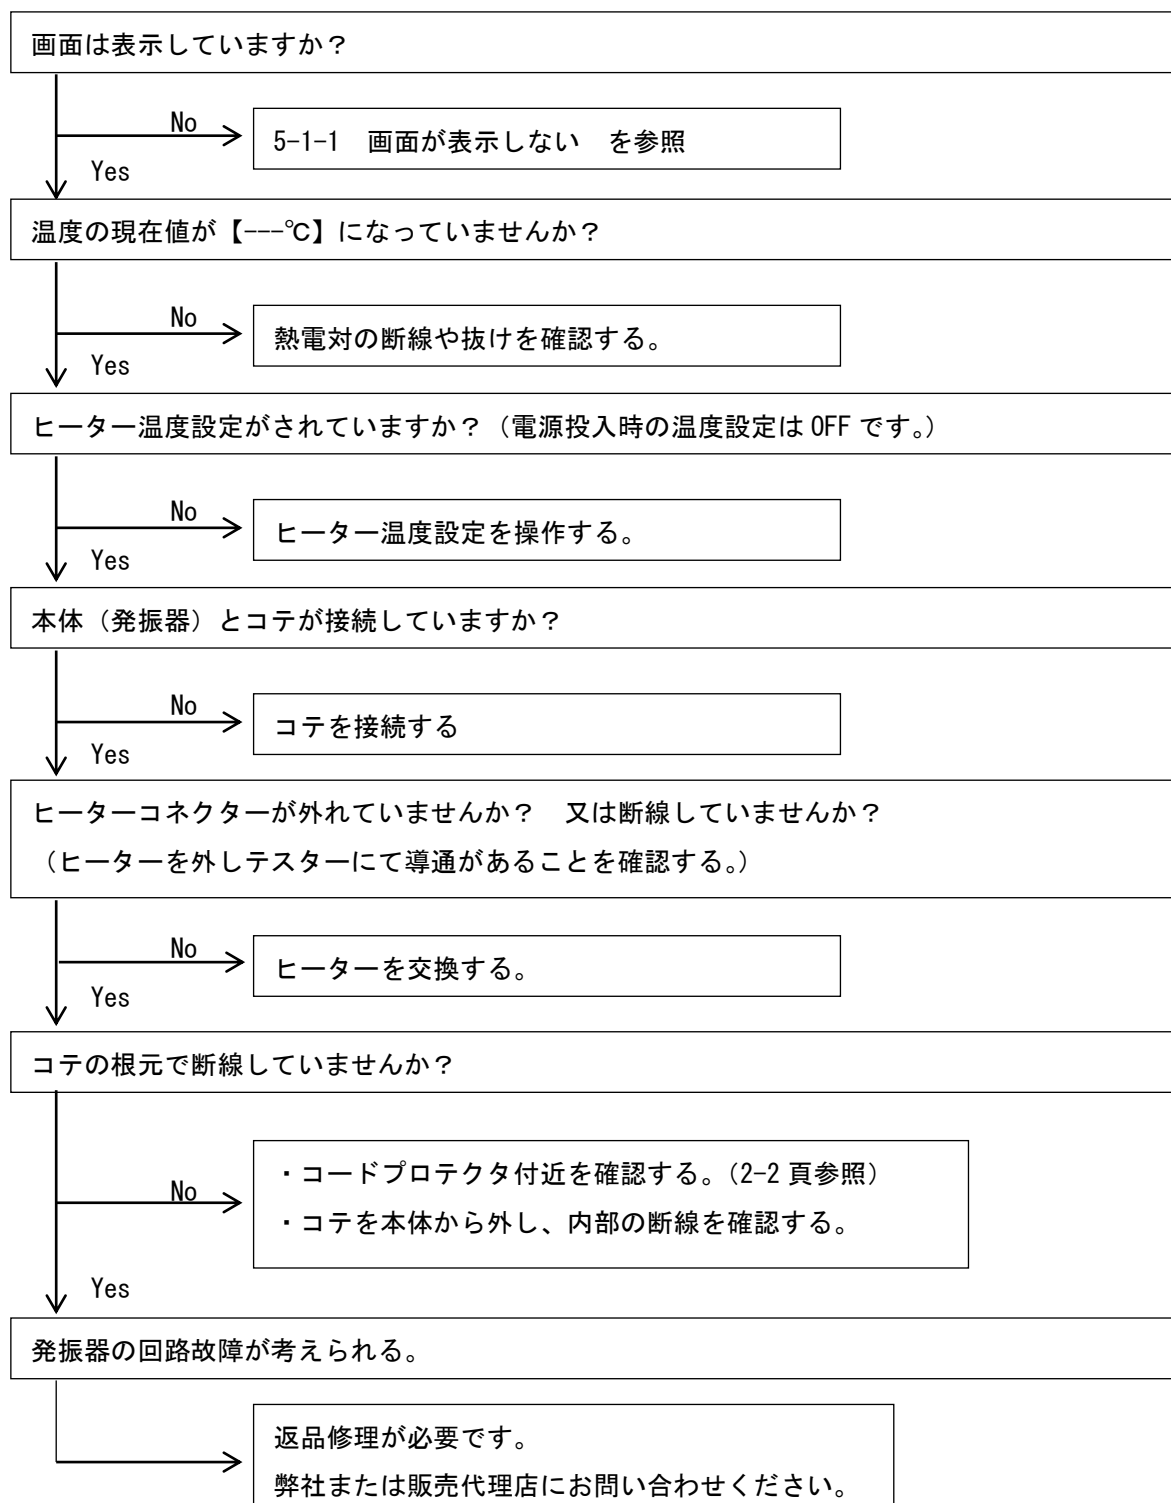 画面は表示していますか？
No
5-1-1　画面が表示しない　を参照
Yes
温度の現在値が【---℃】になっていませんか？
No
熱電対の断線や抜けを確認する。
Yes
ヒーター温度設定がされていますか？（電源投入時の温度設定は OFF です。）
No
ヒーター温度設定を操作する。
Yes
本体（発振器）とコテが接続していますか？
No
コテを接続する
Yes
ヒーターコネクターが外れていませんか？　又は断線していませんか？
（ヒーターを外しテスターにて導通があることを確認する。）
No
ヒーターを交換する。
Yes
コテの根元で断線していませんか？
・コードプロテクタ付近を確認する。（2-2 頁参照）
No
・コテを本体から外し、内部の断線を確認する。
Yes
発振器の回路故障が考えられる。
返品修理が必要です。
弊社または販売代理店にお問い合わせください。